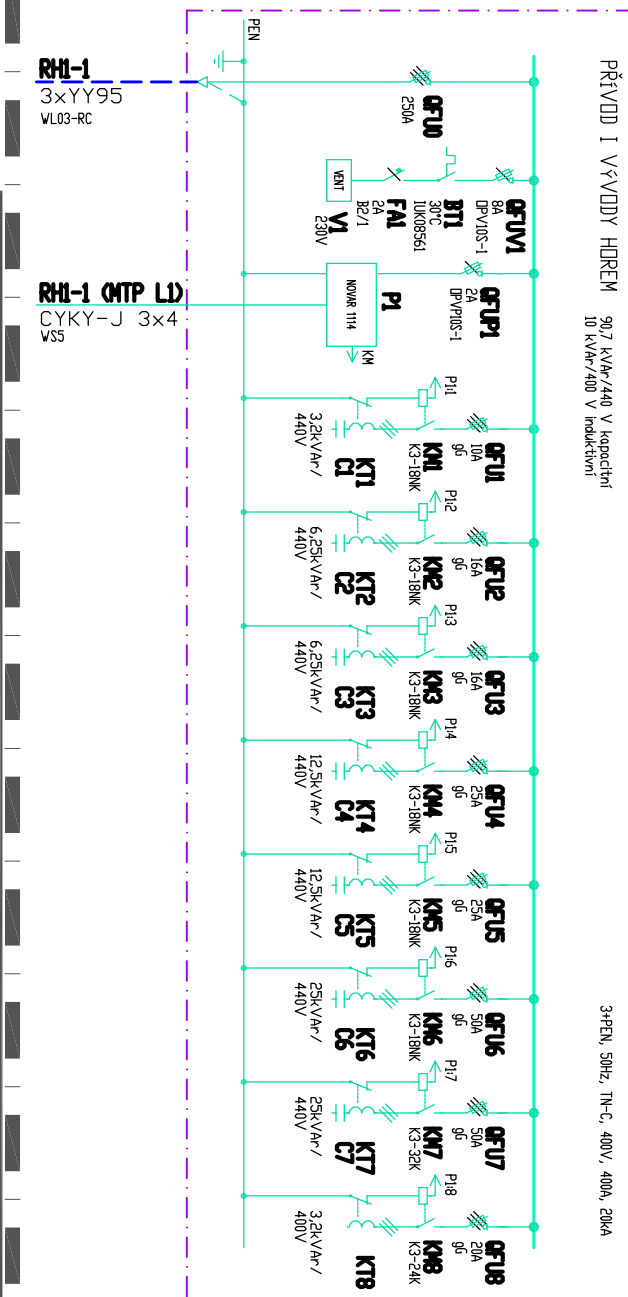 PŘÍVOD I VÝVODY HOREM
90,7 kVAr/440 V kapacitní
10 kVAr/400 V induktivní
3+PEN, 50Hz, TN-C, 400V, 400A, 20kA
PEN
RH1-1
3xYY95
WL03-RC
QFU0
250A
QFUV1
8A
OPV10S-1
BT1
30°C
1UK08561
FA1
2A
B2/1
V1
230V
VENT
RH1-1 (MTP L1)
CYKY-J 3x4
WS5
QFUP1
2A
OPVP10S-1
P1
NOVAR 1114
KM
QFU1
10A
gG
P1:1
KM1
K3-18NK
KT1
C1
3,2kVAr/
440V
QFU2
16A
gG
P1:2
KM2
K3-18NK
KT2
C2
6,25kVAr/
440V
QFU3
16A
gG
P1:3
KM3
K3-18NK
KT3
C3
6,25kVAr/
440V
QFU4
25A
gG
P1:4
KM4
K3-18NK
KT4
C4
12,5kVAr/
440V
QFU5
25A
gG
P1:5
KM5
K3-18NK
KT5
C5
12,5kVAr/
440V
QFU6
50A
gG
P1:6
KM6
K3-18NK
KT6
C6
25kVAr/
440V
QFU7
50A
gG
P1:7
KM7
K3-32K
KT7
C7
25kVAr/
440V
QFU8
20A
gG
P1:8
KM8
K3-24K
KT8
3,2kVAr/
400V